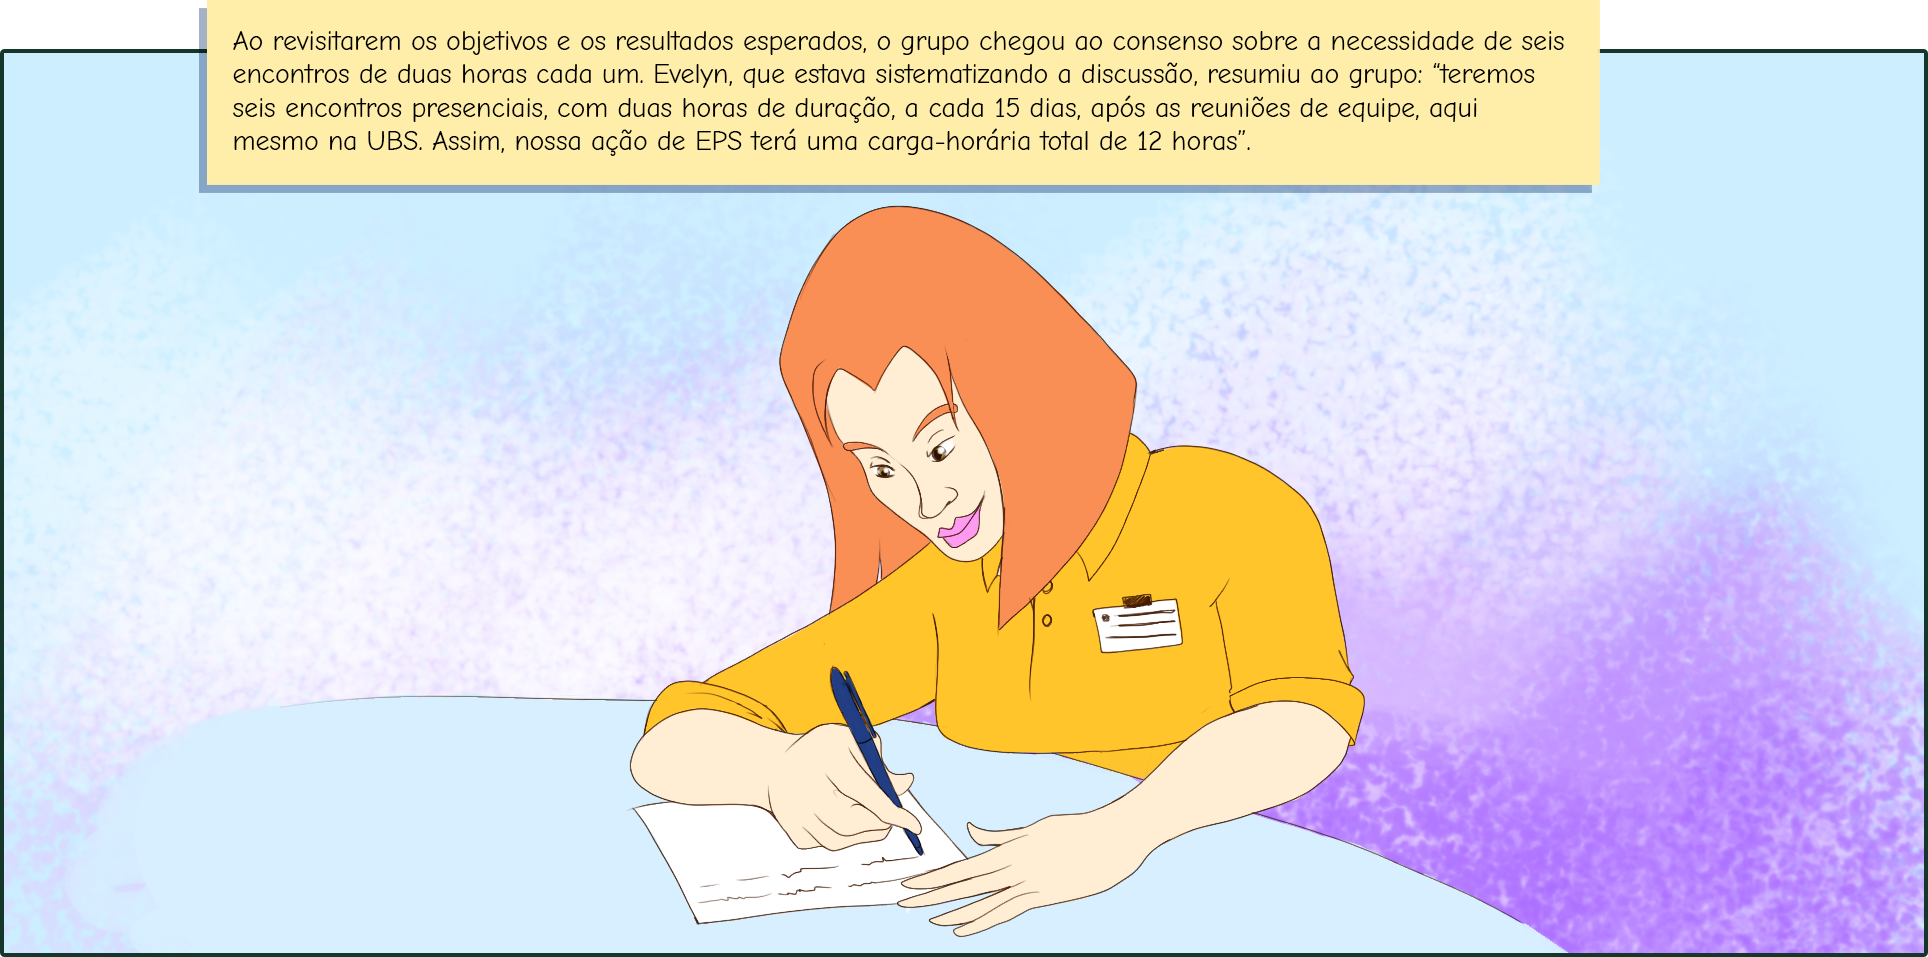 Ao revisitarem os objetivos e os resultados esperados, o grupo chegou ao consenso sobre a necessidade de seis
encontros de duas horas cada um. Evelyn, que estava sistematizando a discussão, resumiu ao grupo: “teremos
seis encontros presenciais, com duas horas de duração, a cada 15 dias, após as reuniões de equipe, aqui
mesmo na UBS. Assim, nossa ação de EPS terá uma carga-horária total de 12 horas”.